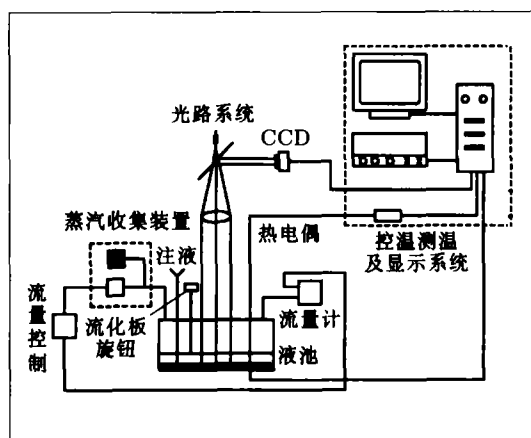 光路系统
CCD
蒸汽收集装置
注液
热电偶
控温测温
及显示系统
流量控制
流化板
旋钮
流量计
液池